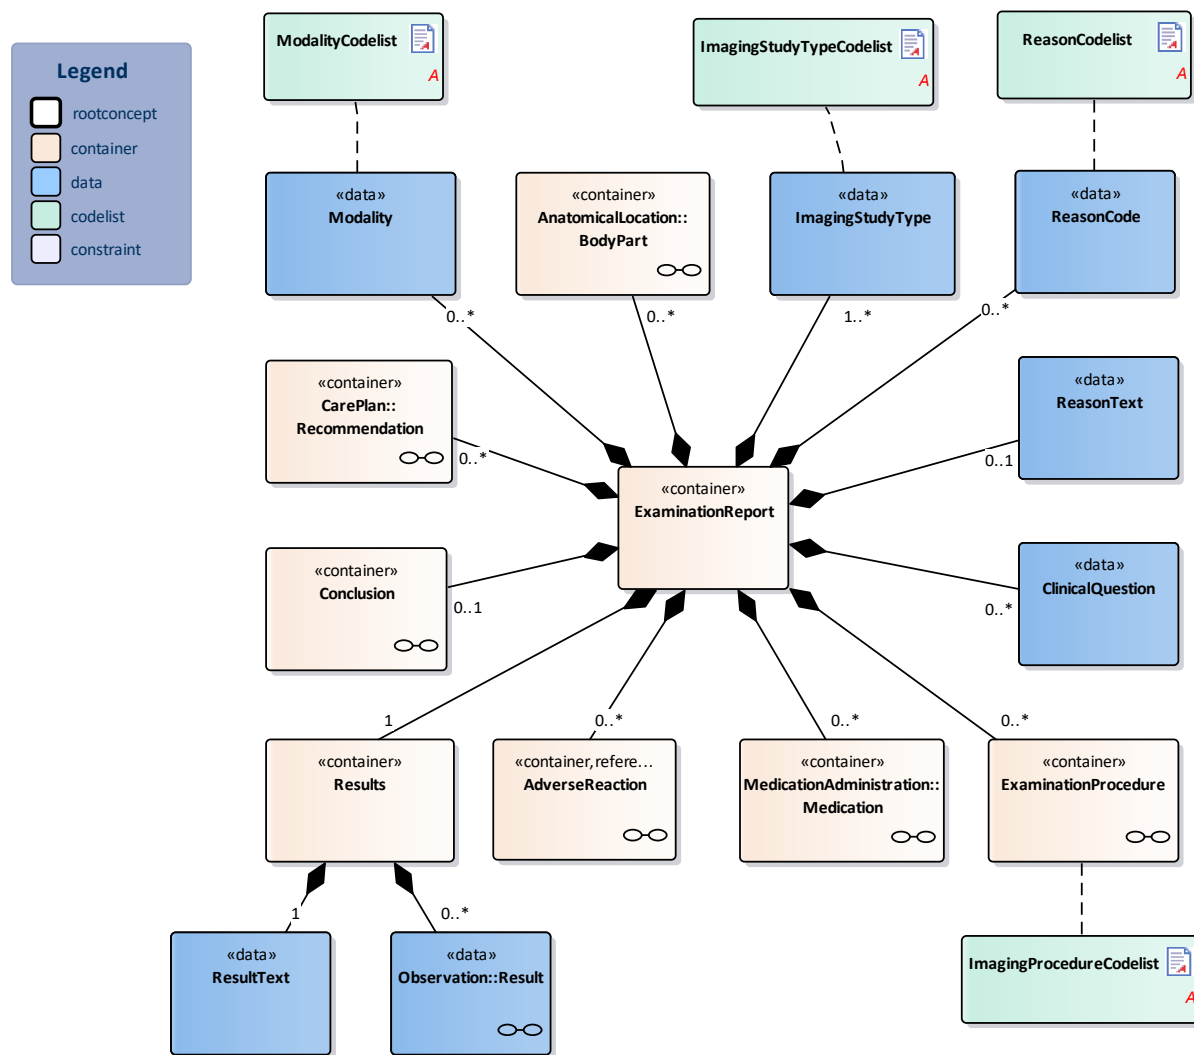 ModalityCodelist
A
ImagingStudyTypeCodelist
A
ReasonCodelist
A
Legend
rootconcept
container
data
codelist
constraint
«data»
Modality
«container»
AnatomicalLocation::
BodyPart
«data»
ImagingStudyType
«data»
ReasonCode
0..*
0..*
1..*
0..*
«container»
CarePlan::
Recommendation
0..*
«data»
ReasonText
0..1
«container»
ExaminationReport
«container»
Conclusion
0..1
«data»
ClinicalQuestion
0..*
1
0..*
0..*
0..*
«container»
Results
«container,refere...
AdverseReaction
«container»
MedicationAdministration::
Medication
«container»
ExaminationProcedure
1
0..*
«data»
ResultText
«data»
Observation::Result
ImagingProcedureCodelist
A